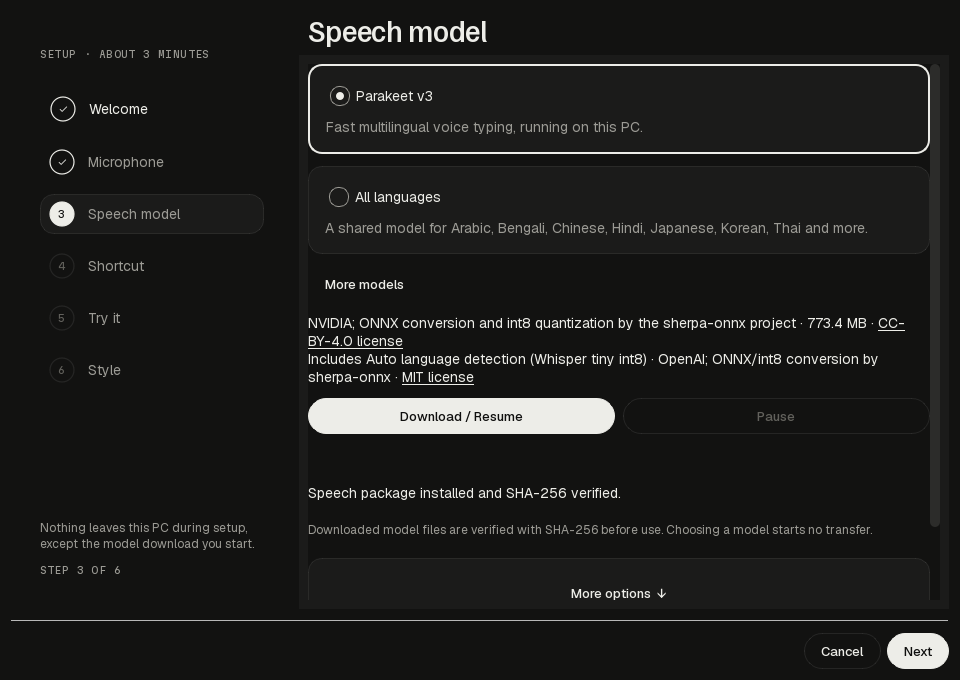 Speech model
SETUP · ABOUT 3 MINUTES
Welcome
Microphone
3 Speech model
4 Shortcut
5 Try it
6 Style
Nothing leaves this PC during setup,
except the model download you start.
STEP 3 OF 6
Parakeet v3
Fast multilingual voice typing, running on this PC.
All languages
A shared model for Arabic, Bengali, Chinese, Hindi, Japanese, Korean, Thai and more.
More models
NVIDIA; ONNX conversion and int8 quantization by the sherpa-onnx project · 773.4 MB · CC-
BY-4.0 license
Includes Auto language detection (Whisper tiny int8) · OpenAI; ONNX/int8 conversion by
sherpa-onnx · MIT license
Download / Resume
Pause
Speech package installed and SHA-256 verified.
Downloaded model files are verified with SHA-256 before use. Choosing a model starts no transfer.
More options ↓
Cancel
Next